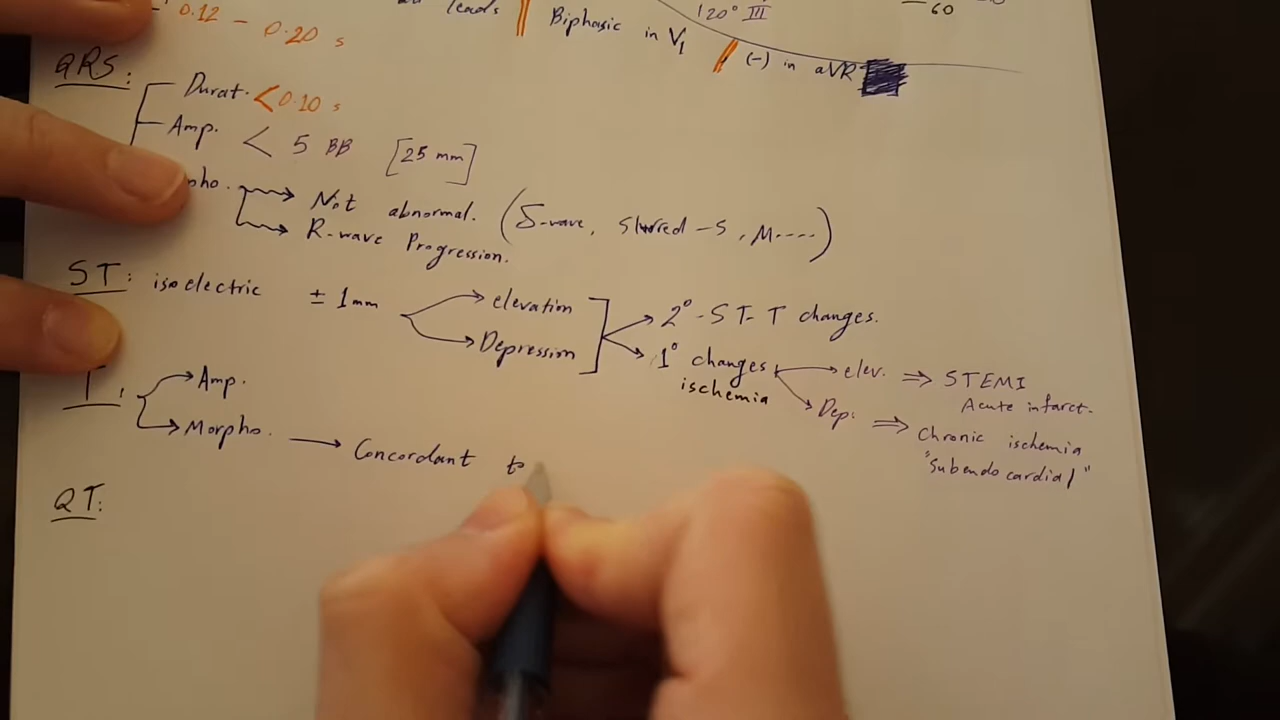 0.12 - 0.20 s
leads
Biphasic in V1
(-) in aVR
120° III
60
QRS:
Durat. < 0.10 s
Amp. < 5 BB [25 mm]
pho. Not abnormal. (δ-wave, Slurred-S, M....)
R-wave Progression.
ST: isoelectric ± 1mm
elevation
Depression
2° - ST-T changes.
1° changes
ischemia
elev. ⇒ STEMI
Acute infarct.
Dep. ⇒ Chronic ischemia
"Subendocardial"
T:
Amp.
Morpho. → Concordant to
QT: